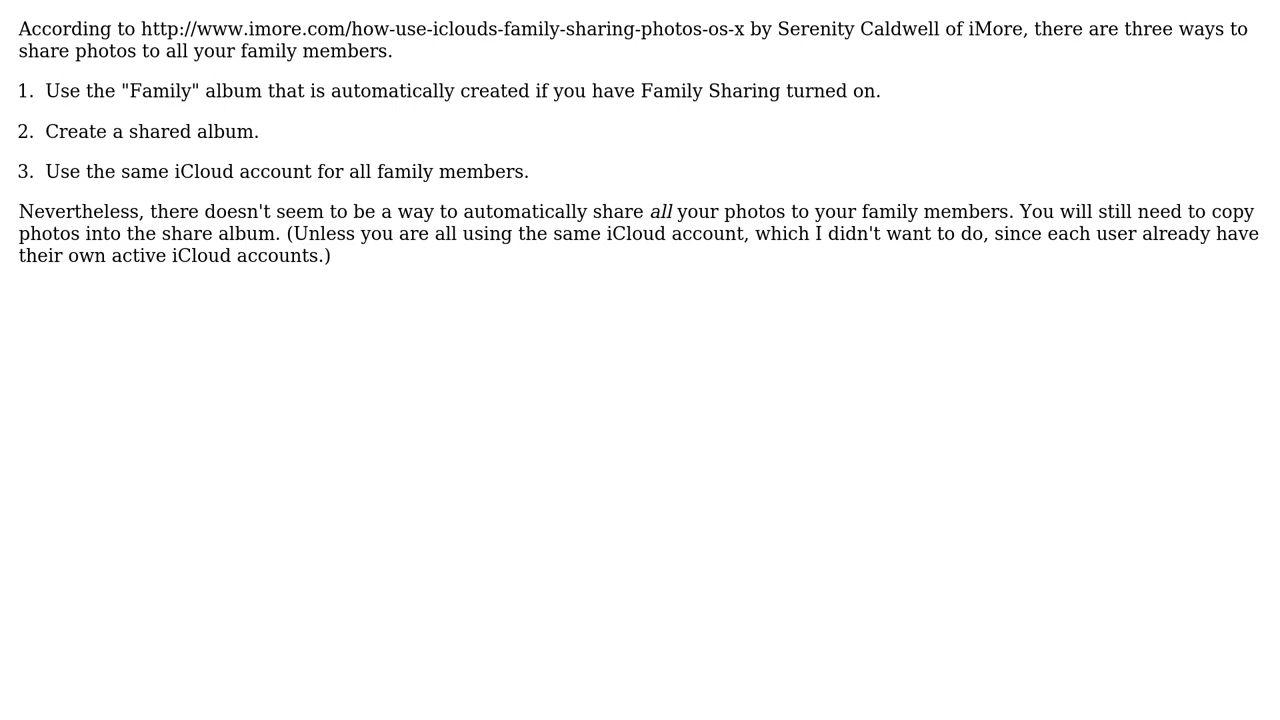 According to http://www.imore.com/how-use-iclouds-family-sharing-photos-os-x by Serenity Caldwell of iMore, there are three ways to
share photos to all your family members.
1. Use the "Family" album that is automatically created if you have Family Sharing turned on.
2. Create a shared album.
3. Use the same iCloud account for all family members.
Nevertheless, there doesn't seem to be a way to automatically share all your photos to your family members. You will still need to copy
photos into the share album. (Unless you are all using the same iCloud account, which I didn't want to do, since each user already have
their own active iCloud accounts.)